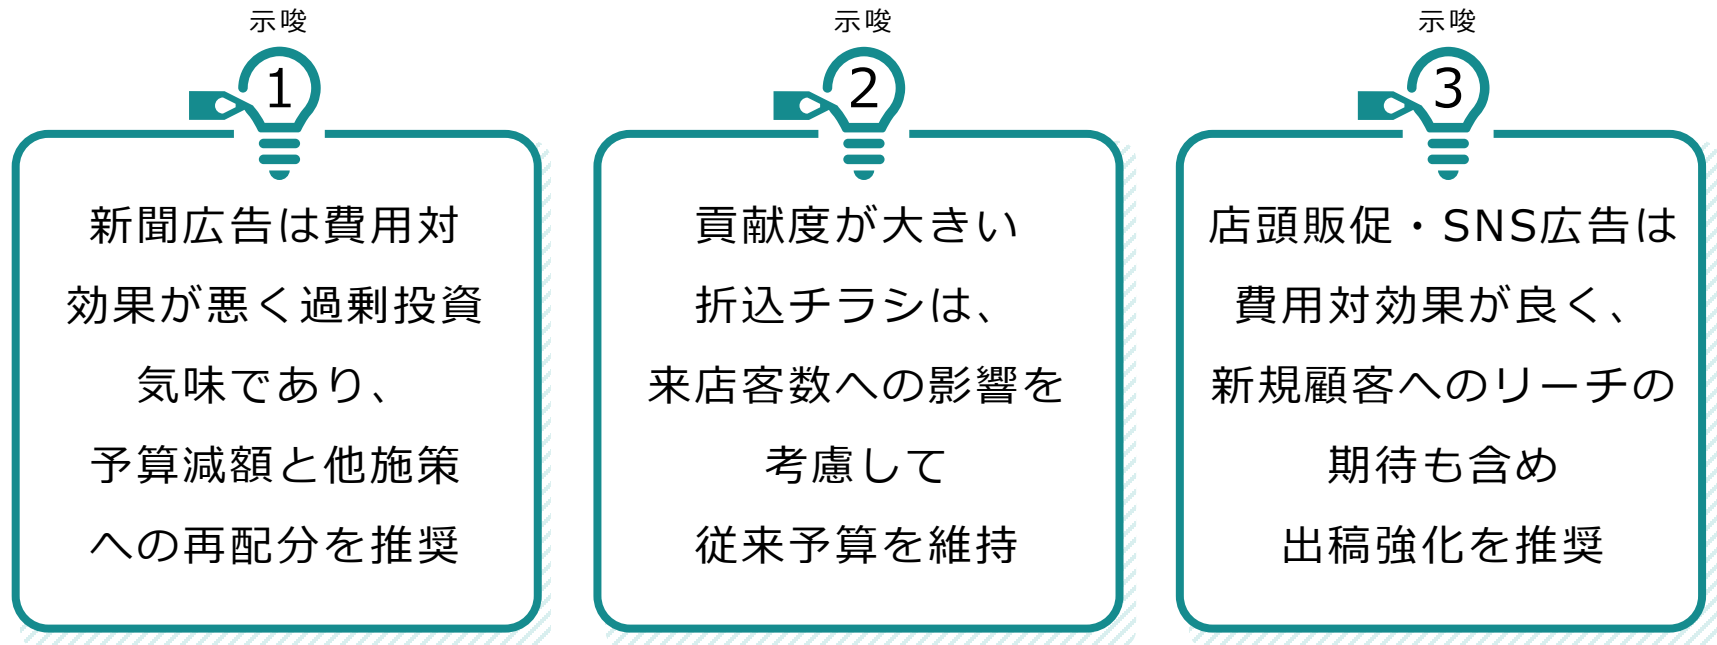 示唆
1
新聞広告は費用対
効果が悪く過剰投資
気味であり、
予算減額と他施策
への再配分を推奨
示唆
2
貢献度が大きい
折込チラシは、
来店客数への影響を
考慮して
従来予算を維持
示唆
3
店頭販促・SNS広告は
費用対効果が良く、
新規顧客へのリーチの
期待も含め
出稿強化を推奨